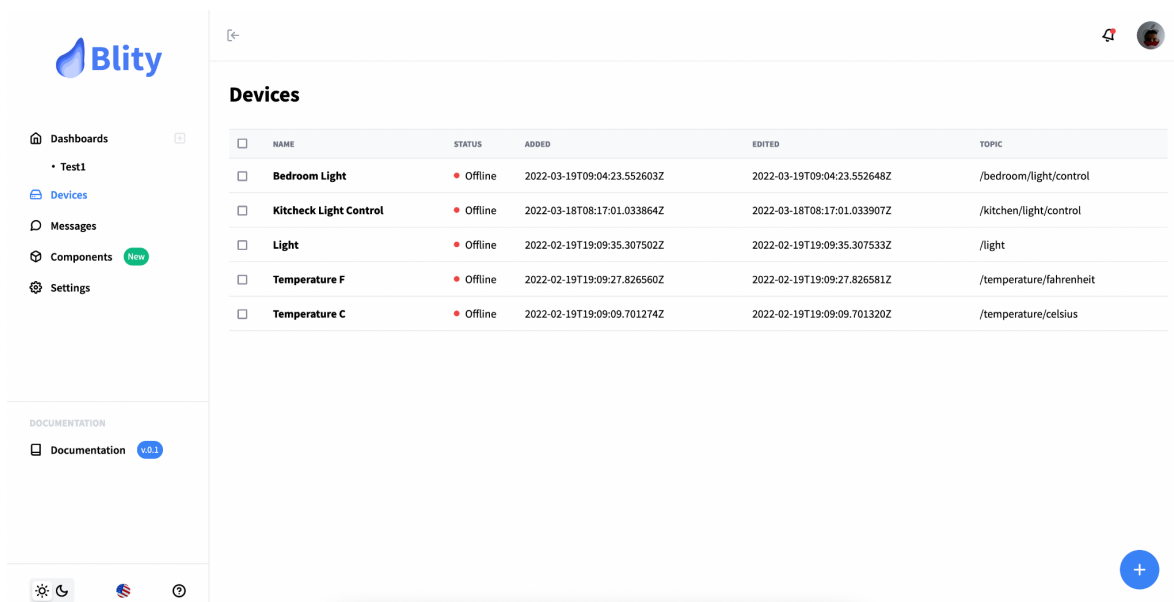 Blity
Dashboards
• Test1
Devices
Messages
Components New
Settings
DOCUMENTATION
Documentation v.0.1
Devices
NAME STATUS ADDED EDITED TOPIC
Bedroom Light Offline 2022-03-19T09:04:23.552603Z 2022-03-19T09:04:23.552648Z /bedroom/light/control
Kitcheck Light Control Offline 2022-03-18T08:17:01.033864Z 2022-03-18T08:17:01.033907Z /kitchen/light/control
Light Offline 2022-02-19T19:09:35.307502Z 2022-02-19T19:09:35.307533Z /light
Temperature F Offline 2022-02-19T19:09:27.826560Z 2022-02-19T19:09:27.826581Z /temperature/fahrenheit
Temperature C Offline 2022-02-19T19:09:09.701274Z 2022-02-19T19:09:09.701320Z /temperature/celsius